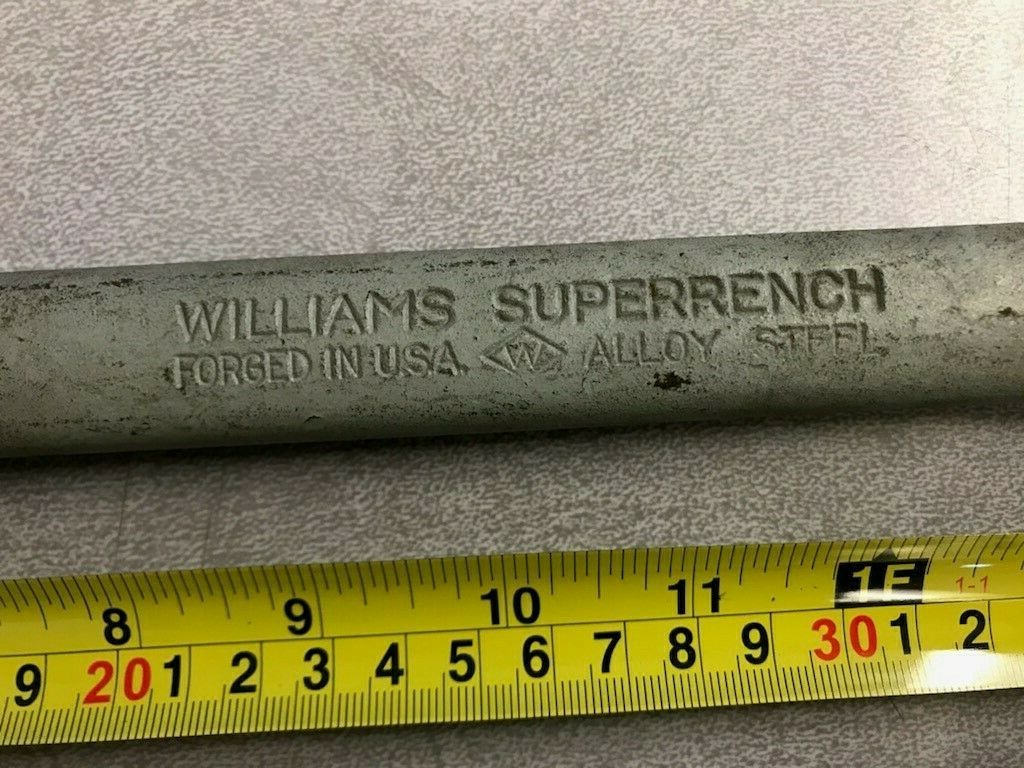 WILLIAMS SUPERRENCH
FORGED IN U.S.A. W ALLOY STEEL
8 9 10 11 1F 1-1
9 20 1 2 3 4 5 6 7 8 9 30 1 2